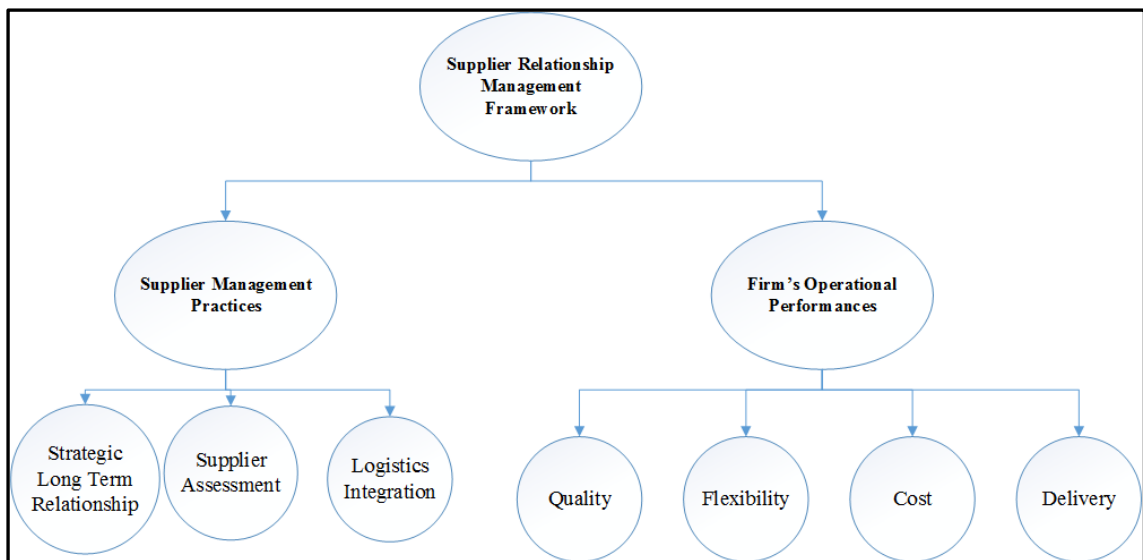 Supplier Relationship
Management
Framework
Supplier Management
Practices
Firm’s Operational
Performances
Strategic
Long Term
Relationship
Supplier
Assessment
Logistics
Integration
Quality
Flexibility
Cost
Delivery